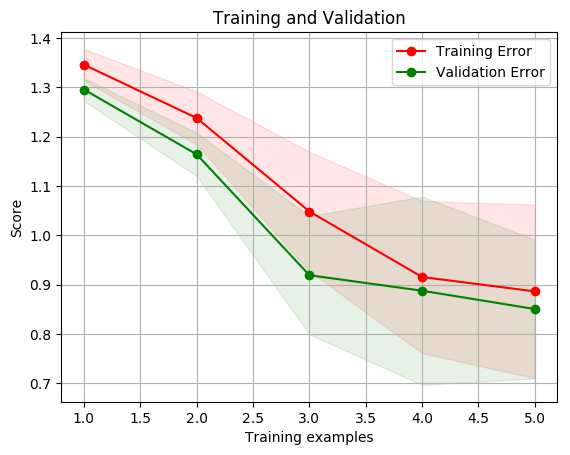 Training and Validation
Training Error
Validation Error
1.4
1.3
1.2
1.1
1.0
0.9
0.8
0.7
Score
1.0 1.5 2.0 2.5 3.0 3.5 4.0 4.5 5.0
Training examples